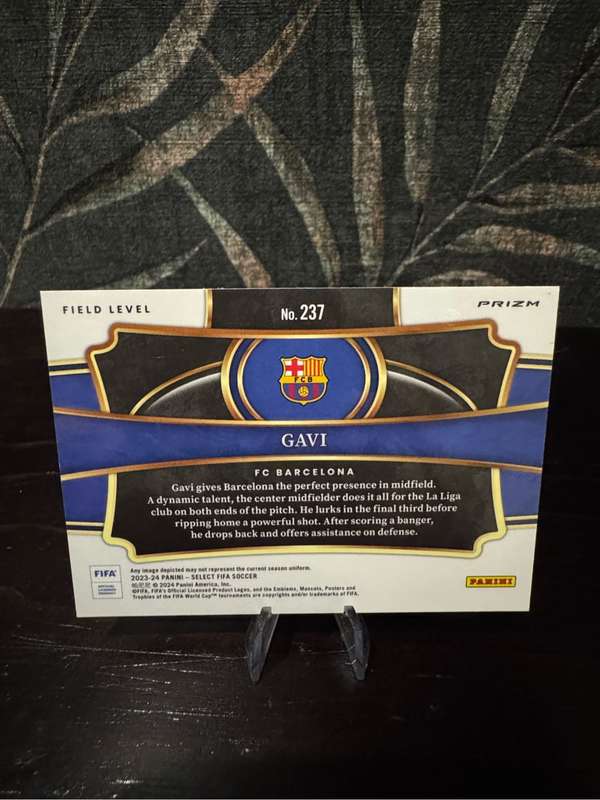 FIELD LEVEL
No. 237
PRIZM
FCB
GAVI
FC BARCELONA
Gavi gives Barcelona the perfect presence in midfield.
A dynamic talent, the center midfielder does it all for the La Liga
club on both ends of the pitch. He lurks in the final third before
ripping home a powerful shot. After scoring a banger,
he drops back and offers assistance on defense.
FIFA
OFFICIAL
LICENSED
PRODUCT
Any image depicted may not represent the current season uniform.
2023-24 PANINI – SELECT FIFA SOCCER
© 2024 Panini America, Inc.
©FIFA, FIFA's Official Licensed Product Logos, and the Emblems, Mascots, Posters and
Trophies of the FIFA World Cup™ tournaments are copyrights and/or trademarks of FIFA.
PANINI